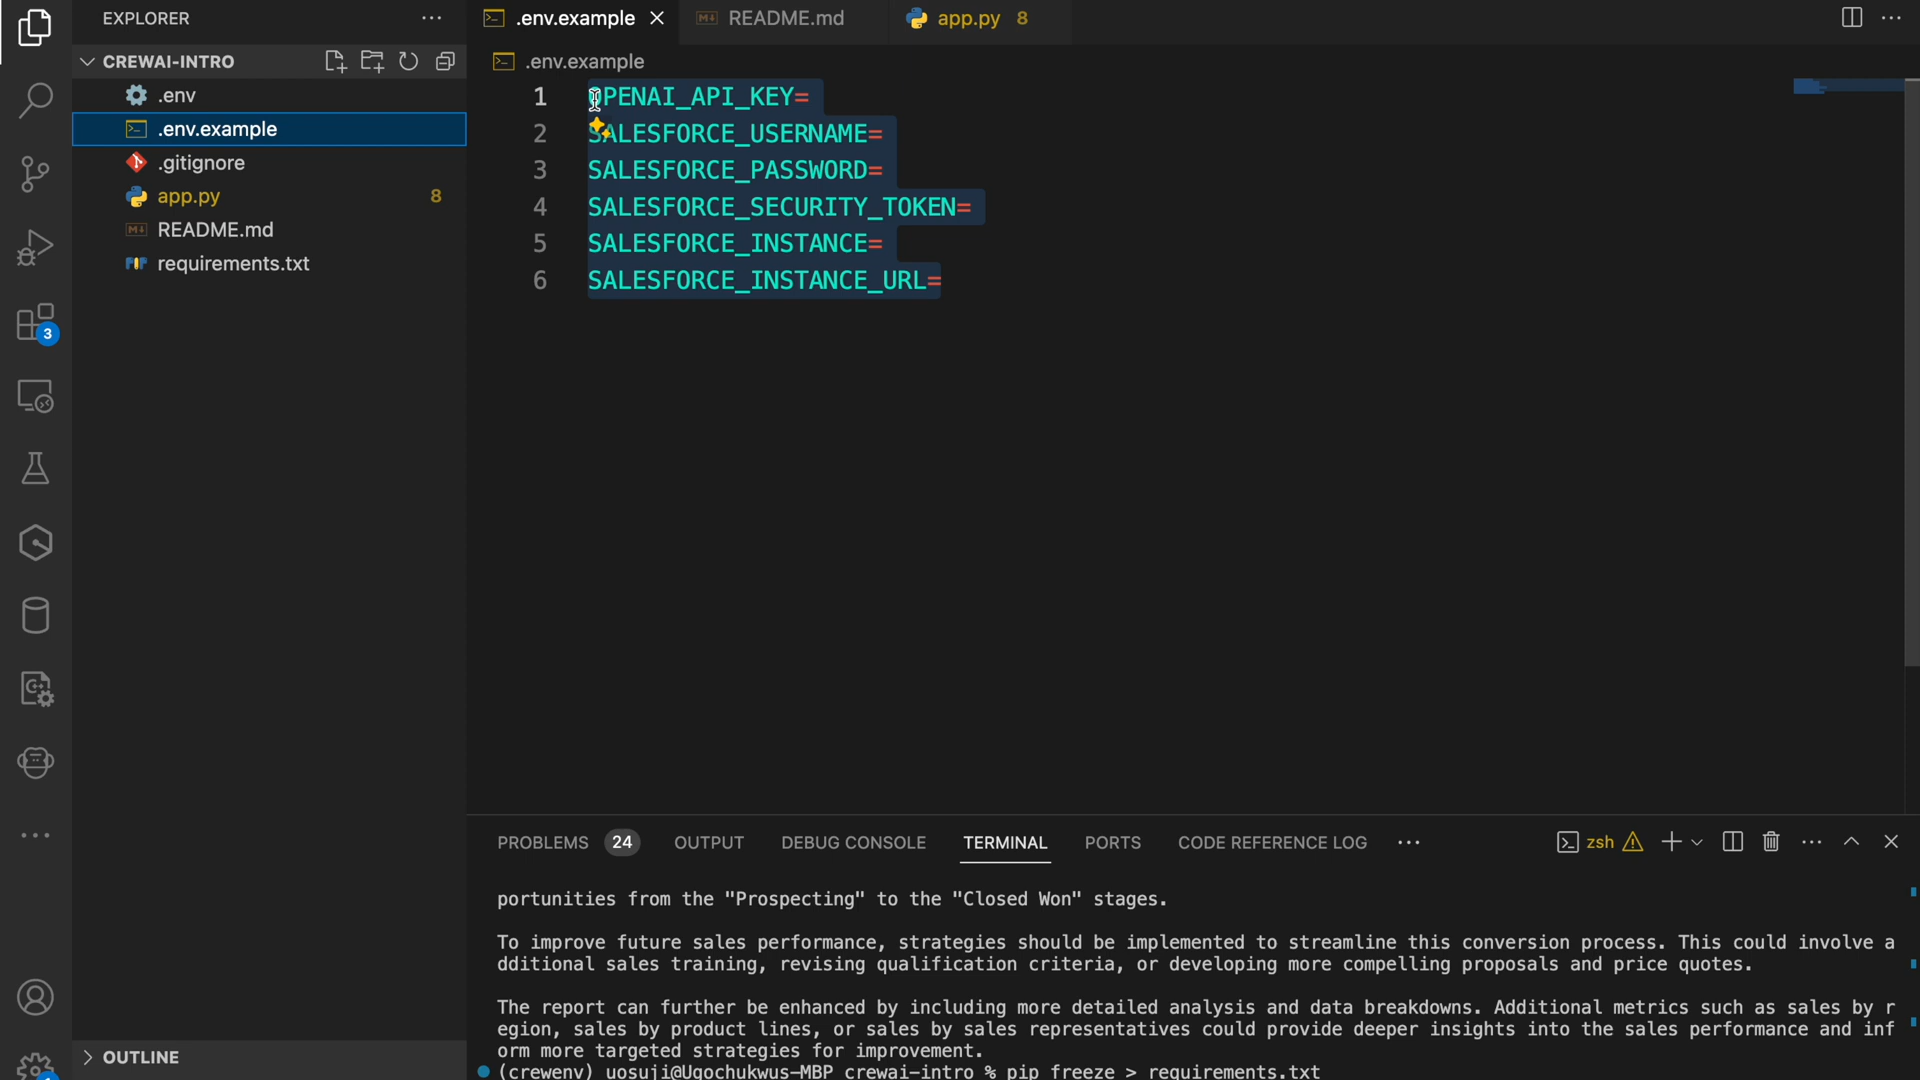 EXPLORER
CREWAI-INTRO
.env
.env.example
.gitignore
app.py 8
README.md
requirements.txt
OUTLINE
3
.env.example README.md app.py 8
.env.example
1 OPENAI_API_KEY=
2 SALESFORCE_USERNAME=
3 SALESFORCE_PASSWORD=
4 SALESFORCE_SECURITY_TOKEN=
5 SALESFORCE_INSTANCE=
6 SALESFORCE_INSTANCE_URL=
PROBLEMS 24 OUTPUT DEBUG CONSOLE TERMINAL PORTS CODE REFERENCE LOG zsh
portunities from the "Prospecting" to the "Closed Won" stages.
To improve future sales performance, strategies should be implemented to streamline this conversion process. This could involve a
dditional sales training, revising qualification criteria, or developing more compelling proposals and price quotes.
The report can further be enhanced by including more detailed analysis and data breakdowns. Additional metrics such as sales by r
egion, sales by product lines, or sales by sales representatives could provide deeper insights into the sales performance and inf
orm more targeted strategies for improvement.
(crewenv) uosuji@Ugochukwus-MBP crewai-intro % pip freeze > requirements.txt